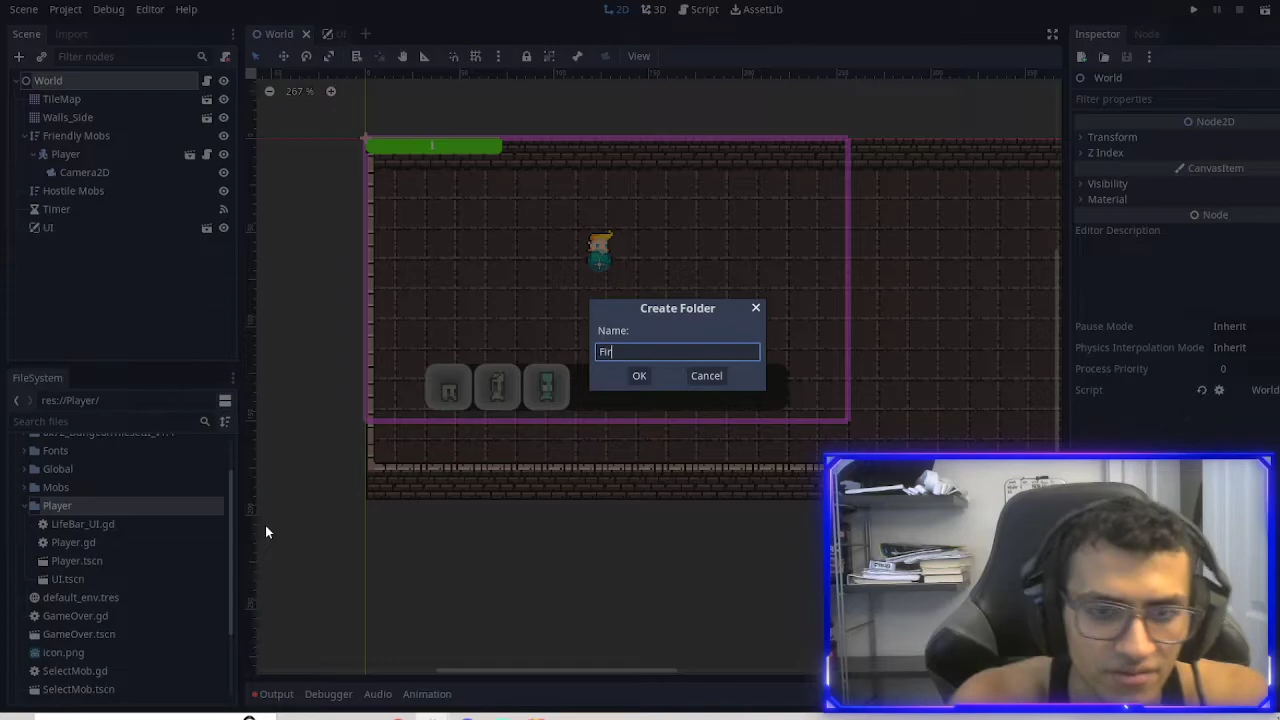 Scene Project Debug Editor Help
2D 3D Script AssetLib
Scene Import
World UI
Inspector Node
Filter nodes
View
World
TileMap
Walls_Side
Friendly Mobs
Player
Camera2D
Hostile Mobs
Timer
UI
267 %
World
Filter properties
Node2D
Transform
Z Index
CanvasItem
Visibility
Material
Node
Editor Description
Pause Mode Inherit
Physics Interpolation Mode Inherit
Process Priority 0
Script
Create Folder
Name:
Fir
OK Cancel
FileSystem
res://Player/
Search files
Fonts
Global
Mobs
Player
LifeBar_UI.gd
Player.gd
Player.tscn
UI.tscn
default_env.tres
GameOver.gd
GameOver.tscn
icon.png
SelectMob.gd
SelectMob.tscn
Output Debugger Audio Animation